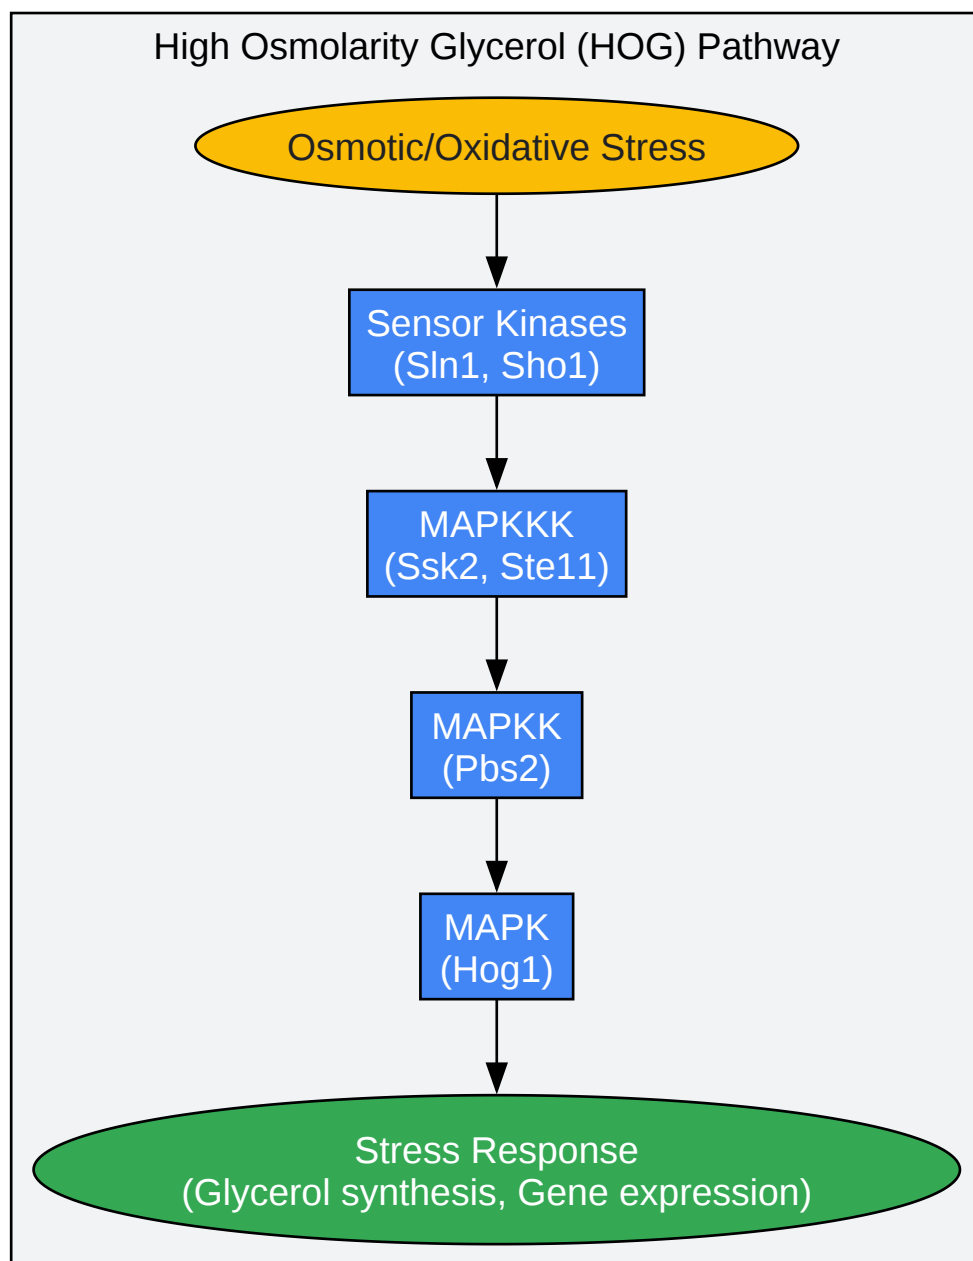 High Osmolarity Glycerol (HOG) Pathway
Osmotic/Oxidative Stress
Sensor Kinases
(Sln1, Sho1)
MAPKKK
(Ssk2, Ste11)
MAPKK
(Pbs2)
MAPK
(Hog1)
Stress Response
(Glycerol synthesis, Gene expression)